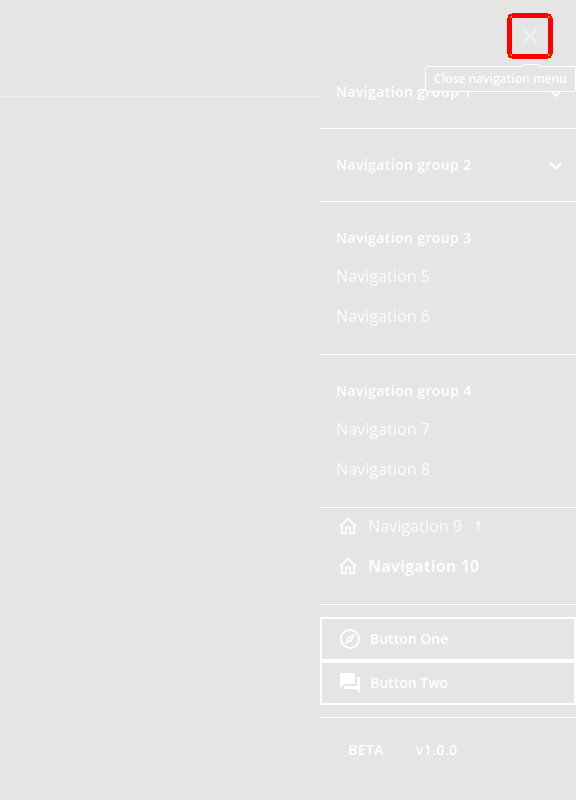 Close navigation menu
Navigation group 1
Navigation group 2
Navigation group 3
Navigation 5
Navigation 6
Navigation group 4
Navigation 7
Navigation 8
Navigation 9 1
Navigation 10
Button One
Button Two
BETA v1.0.0